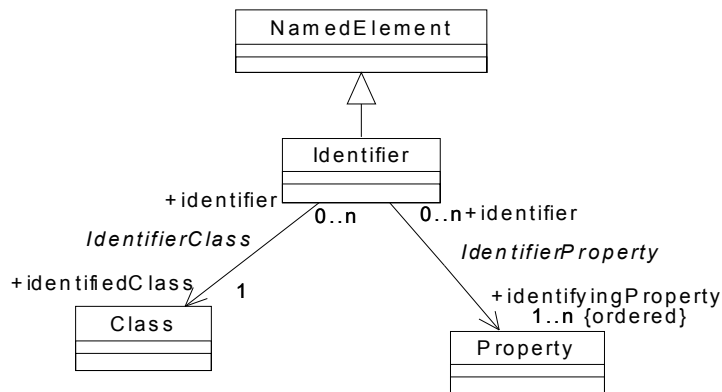 NamedElement
Identifier
+identifier
0..n
0..n
+identifier
IdentifierClass
IdentifierProperty
+identifiedClass
1
+identifyingProperty
1..n {ordered}
Class
Property